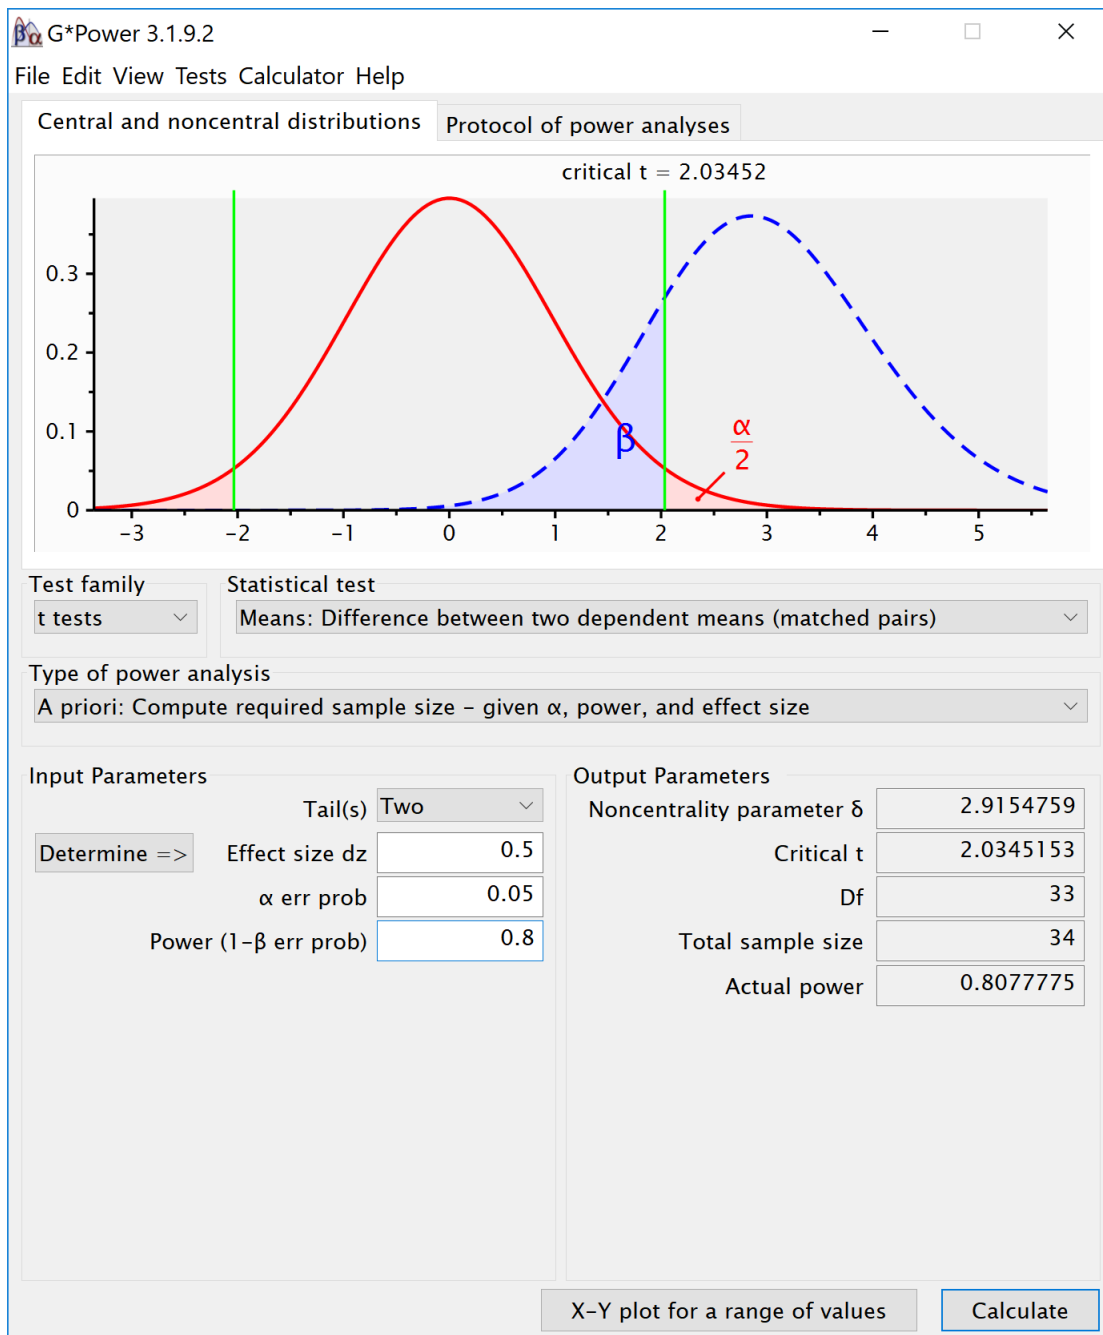 G*Power 3.1.9.2
File Edit View Tests Calculator Help
Central and noncentral distributions Protocol of power analyses
critical t = 2.03452
0.3
0.2
0.1
0
β
α
2
-3 -2 -1 0 1 2 3 4 5
Test family Statistical test
t tests Means: Difference between two dependent means (matched pairs)
Type of power analysis
A priori: Compute required sample size – given α, power, and effect size
Input Parameters
Tail(s) Two
Determine => Effect size dz 0.5
α err prob 0.05
Power (1–β err prob) 0.8
Output Parameters
Noncentrality parameter δ 2.9154759
Critical t 2.0345153
Df 33
Total sample size 34
Actual power 0.8077775
X–Y plot for a range of values Calculate